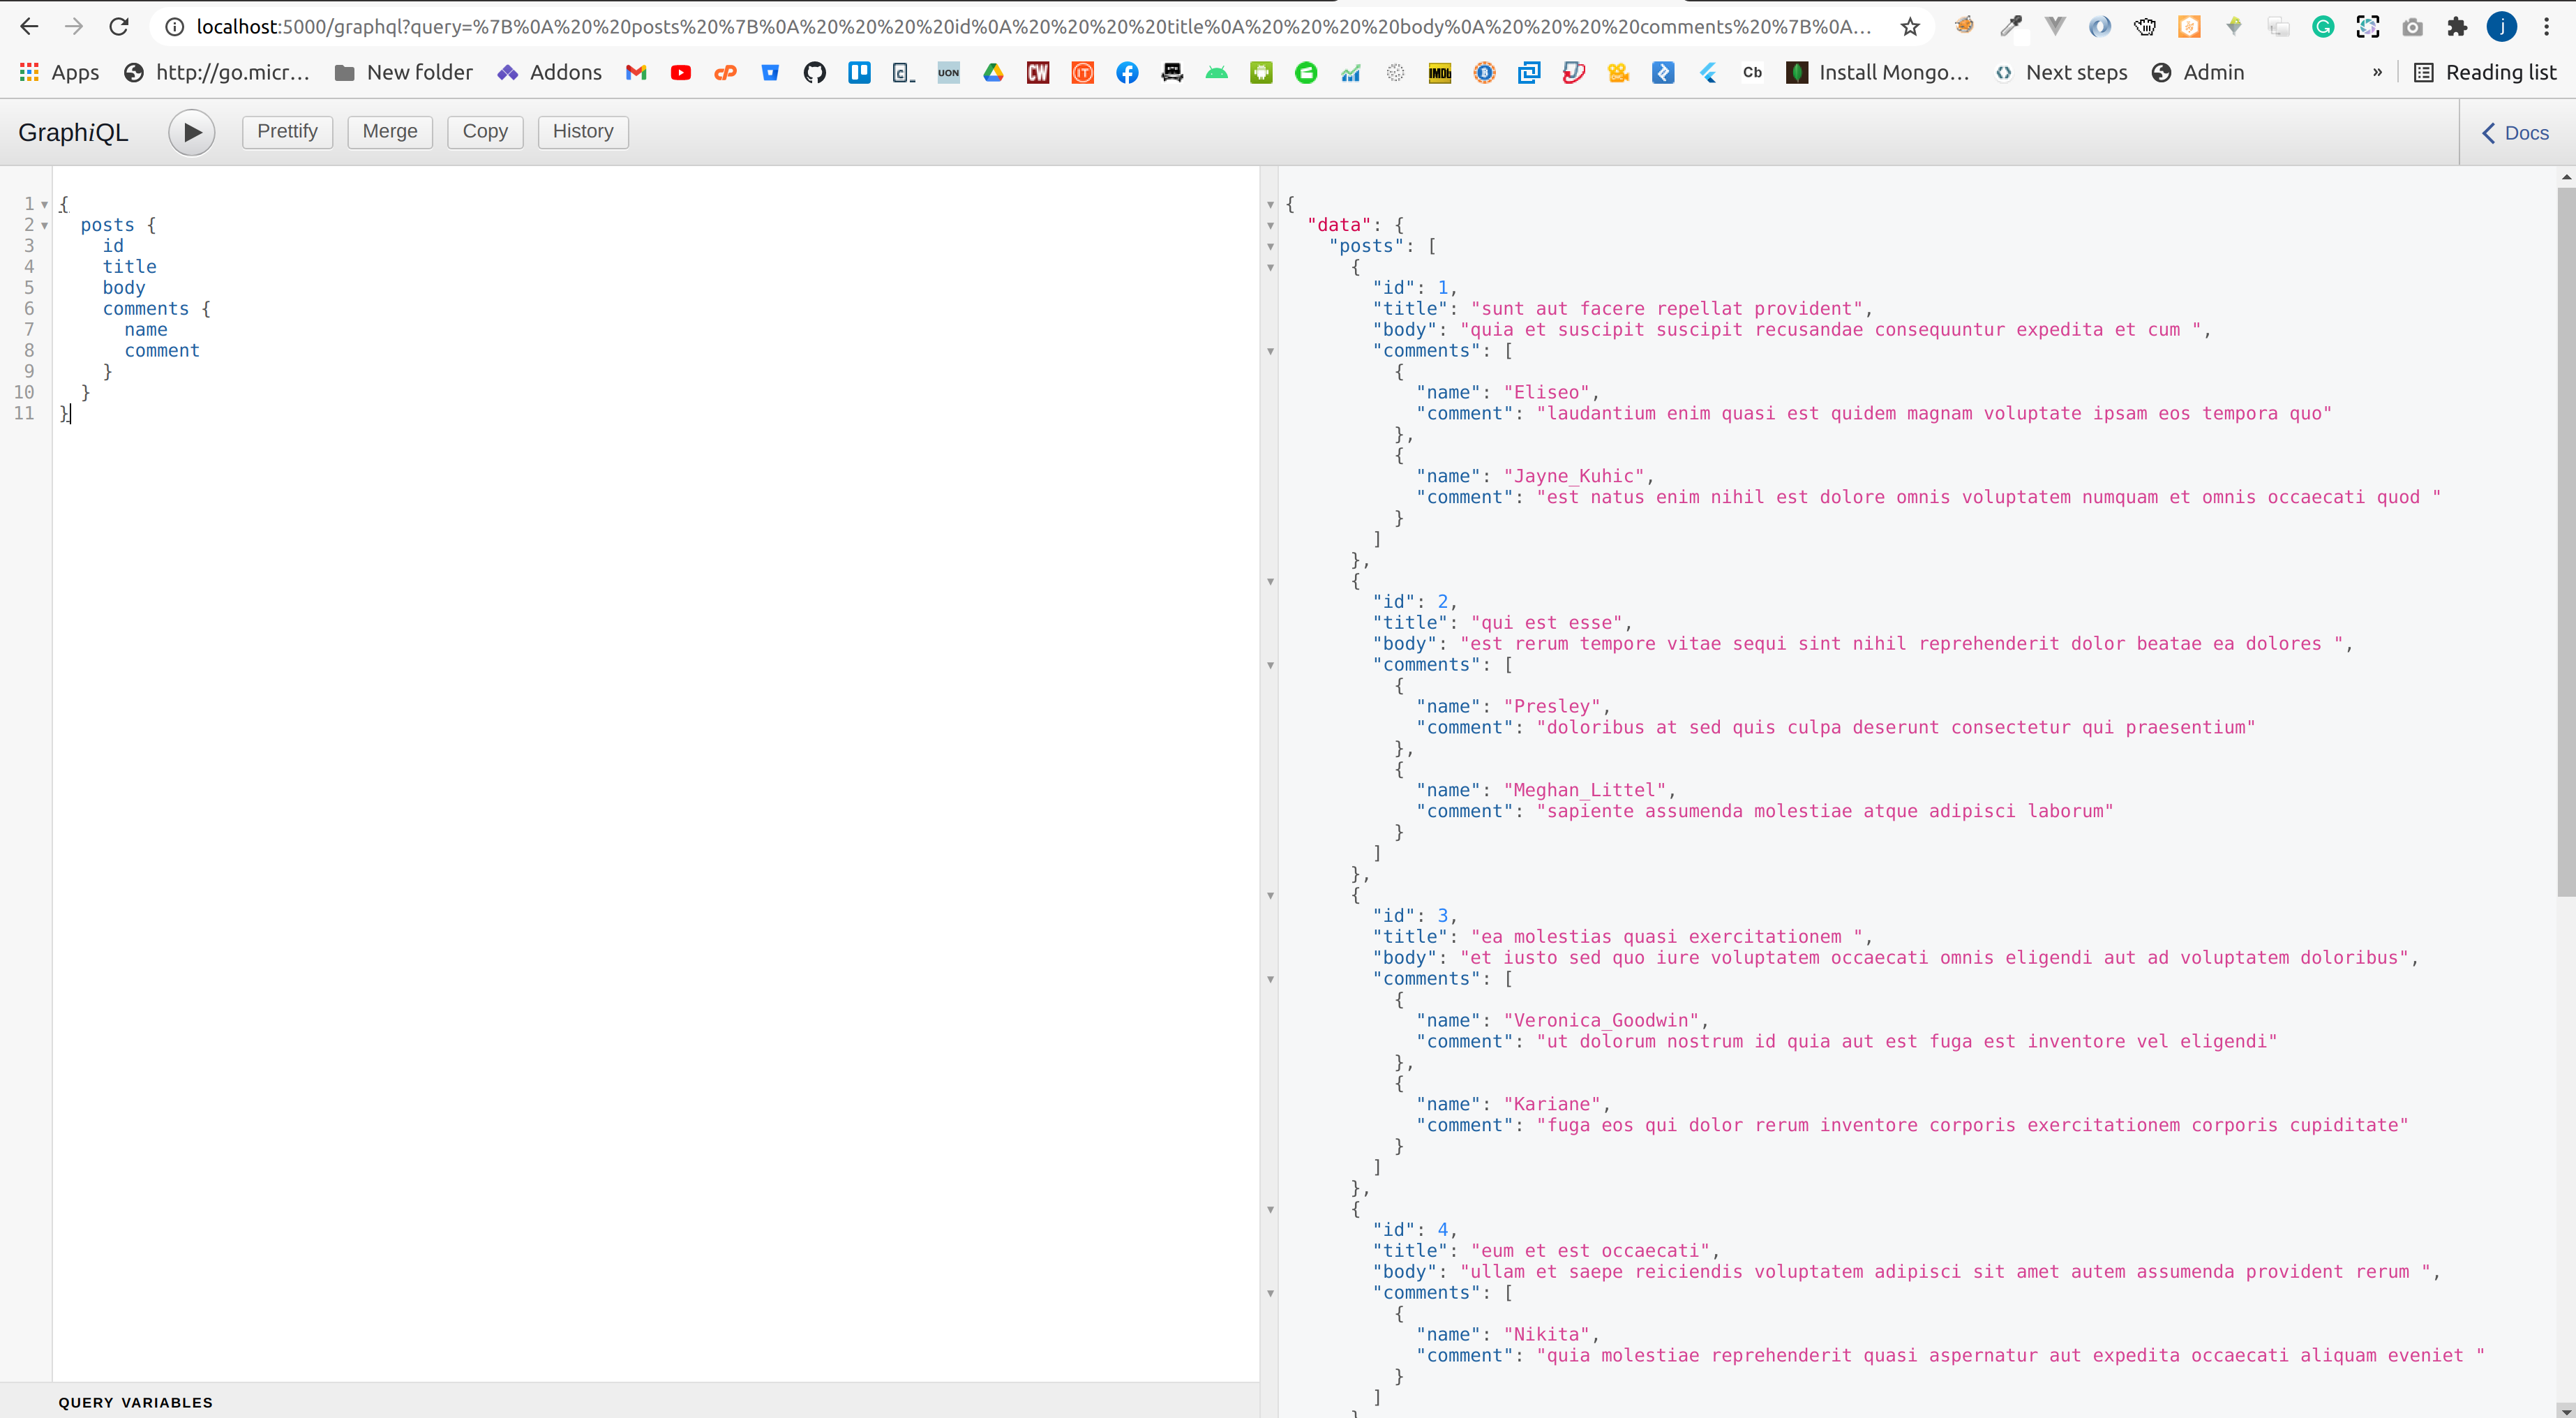 localhost:5000/graphql?query=%7B%0A%20%20posts%20%7B%0A%20%20%20%20id%0A%20%20%20%20title%0A%20%20%20%20body%0A%20%20%20%20comments%20%7B%0A...
j
Apps http://go.micr... New folder Addons cP C_ UON CW IT IMDb Cb Install Mongo... Next steps Admin » Reading list
GraphiQL Prettify Merge Copy History Docs
1 {
2 posts {
3 id
4 title
5 body
6 comments {
7 name
8 comment
9 }
10 }
11 }
QUERY VARIABLES
{
"data": {
"posts": [
{
"id": 1,
"title": "sunt aut facere repellat provident",
"body": "quia et suscipit suscipit recusandae consequuntur expedita et cum ",
"comments": [
{
"name": "Eliseo",
"comment": "laudantium enim quasi est quidem magnam voluptate ipsam eos tempora quo"
},
{
"name": "Jayne_Kuhic",
"comment": "est natus enim nihil est dolore omnis voluptatem numquam et omnis occaecati quod "
}
]
},
{
"id": 2,
"title": "qui est esse",
"body": "est rerum tempore vitae sequi sint nihil reprehenderit dolor beatae ea dolores ",
"comments": [
{
"name": "Presley",
"comment": "doloribus at sed quis culpa deserunt consectetur qui praesentium"
},
{
"name": "Meghan_Littel",
"comment": "sapiente assumenda molestiae atque adipisci laborum"
}
]
},
{
"id": 3,
"title": "ea molestias quasi exercitationem ",
"body": "et iusto sed quo iure voluptatem occaecati omnis eligendi aut ad voluptatem doloribus",
"comments": [
{
"name": "Veronica_Goodwin",
"comment": "ut dolorum nostrum id quia aut est fuga est inventore vel eligendi"
},
{
"name": "Kariane",
"comment": "fuga eos qui dolor rerum inventore corporis exercitationem corporis cupiditate"
}
]
},
{
"id": 4,
"title": "eum et est occaecati",
"body": "ullam et saepe reiciendis voluptatem adipisci sit amet autem assumenda provident rerum ",
"comments": [
{
"name": "Nikita",
"comment": "quia molestiae reprehenderit quasi aspernatur aut expedita occaecati aliquam eveniet "
}
]
}